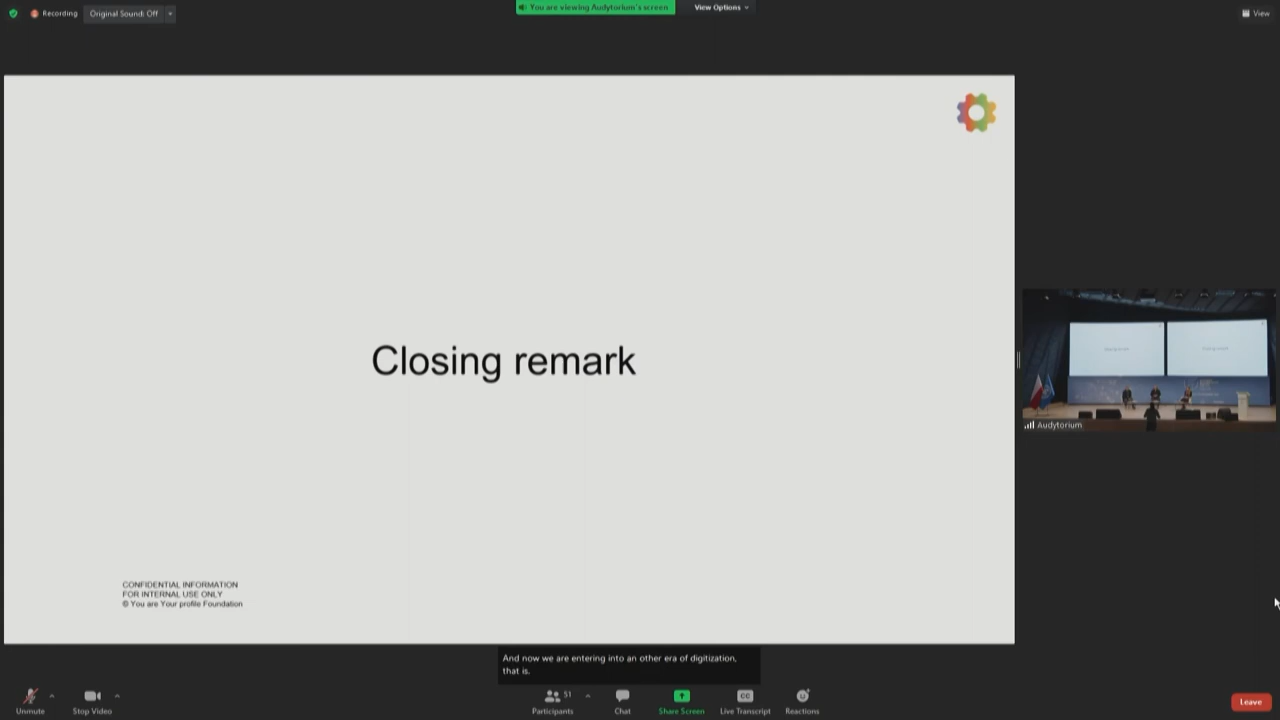 Recording
Original Sound: Off
You are viewing Audytorium's screen
View Options
View
Closing remark
CONFIDENTIAL INFORMATION
FOR INTERNAL USE ONLY
© You are Your profile Foundation
Audytorium
And now we are entering into an other era of digitization,
that is.
Unmute
Stop Video
51
Participants
Chat
Share Screen
CC
Live Transcript
Reactions
Leave